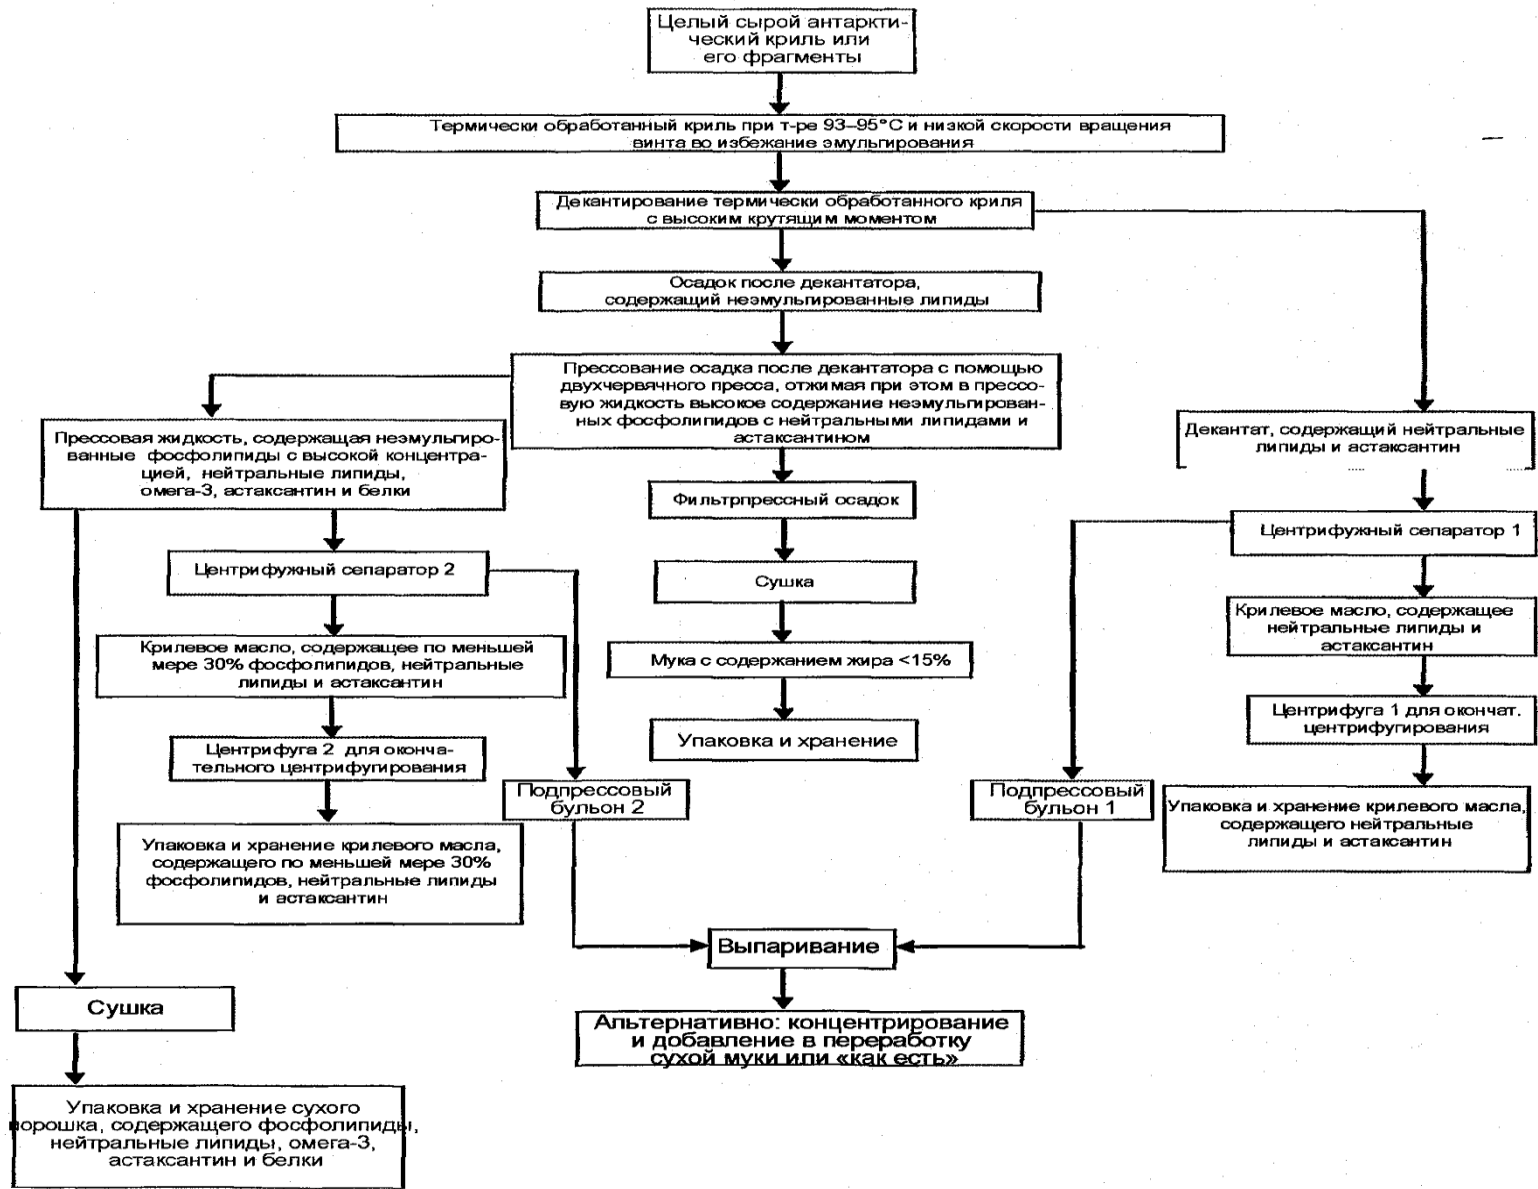 Целый сырой антаркти-
ческий криль или
его фрагменты
Термически обработанный криль при т-ре 93–95°С и низкой скорости вращения
винта во избежание эмульгирования
Декантирование термически обработанного криля
с высоким крутящим моментом
Осадок после декантатора,
содержащий неэмульгированные липиды
Прессование осадка после декантатора с помощью
двухчервячного пресса, отжимая при этом в прессо-
вую жидкость высокое содержание неэмульгирован-
ных фосфолипидов с нейтральными липидами и
астаксантином
Прессовая жидкость, содержащая неэмульгиро-
ванные фосфолипиды с высокой концентра-
цией, нейтральные липиды,
омега-3, астаксантин и белки
Декантат, содержащий нейтральные
липиды и астаксантин
Фильтрпрессный осадок
Центрифужный сепаратор 1
Центрифужный сепаратор 2
Сушка
Крилевое масло, содержащее
нейтральные липиды и
астаксантин
Крилевое масло, содержащее по меньшей
мере 30% фосфолипидов, нейтральные
липиды и астаксантин
Мука с содержанием жира <15%
Центрифуга 1 для окончат.
центрифугирования
Упаковка и хранение
Центрифуга 2 для оконча-
тельного центрифугирования
Подпрессовый
бульон 2
Подпрессовый
бульон 1
Упаковка и хранение крилевого масла,
содержащего нейтральные
липиды и астаксантин
Упаковка и хранение крилевого масла,
содержащего по меньшей мере 30%
фосфолипидов, нейтральные липиды
и астаксантин
Выпаривание
Сушка
Альтернативно: концентрирование
и добавление в переработку
сухой муки или «как есть»
Упаковка и хранение сухого
порошка, содержащего фосфолипиды,
нейтральные липиды, омега-3,
астаксантин и белки